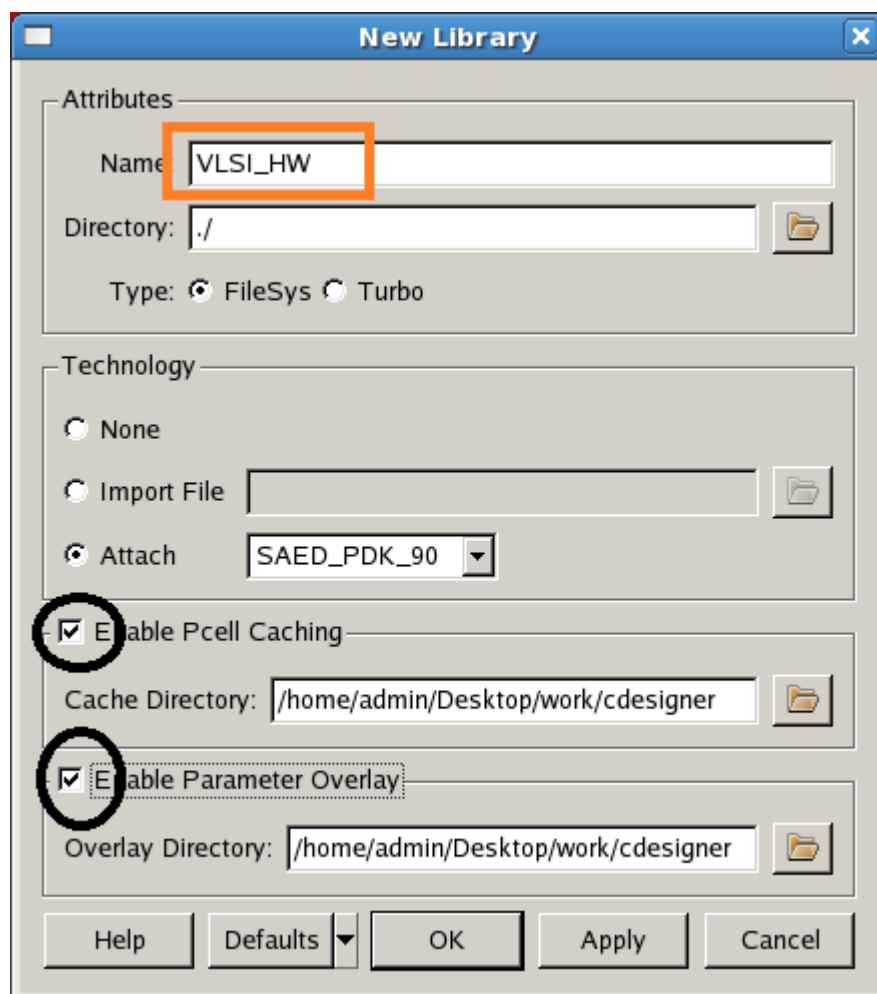 New Library
Attributes
Name: VLSI_HW
Directory: ./
Type: FileSys Turbo
Technology
None
Import File
Attach SAED_PDK_90
Enable Pcell Caching
Cache Directory: /home/admin/Desktop/work/cdesigner
Enable Parameter Overlay
Overlay Directory: /home/admin/Desktop/work/cdesigner
Help Defaults OK Apply Cancel